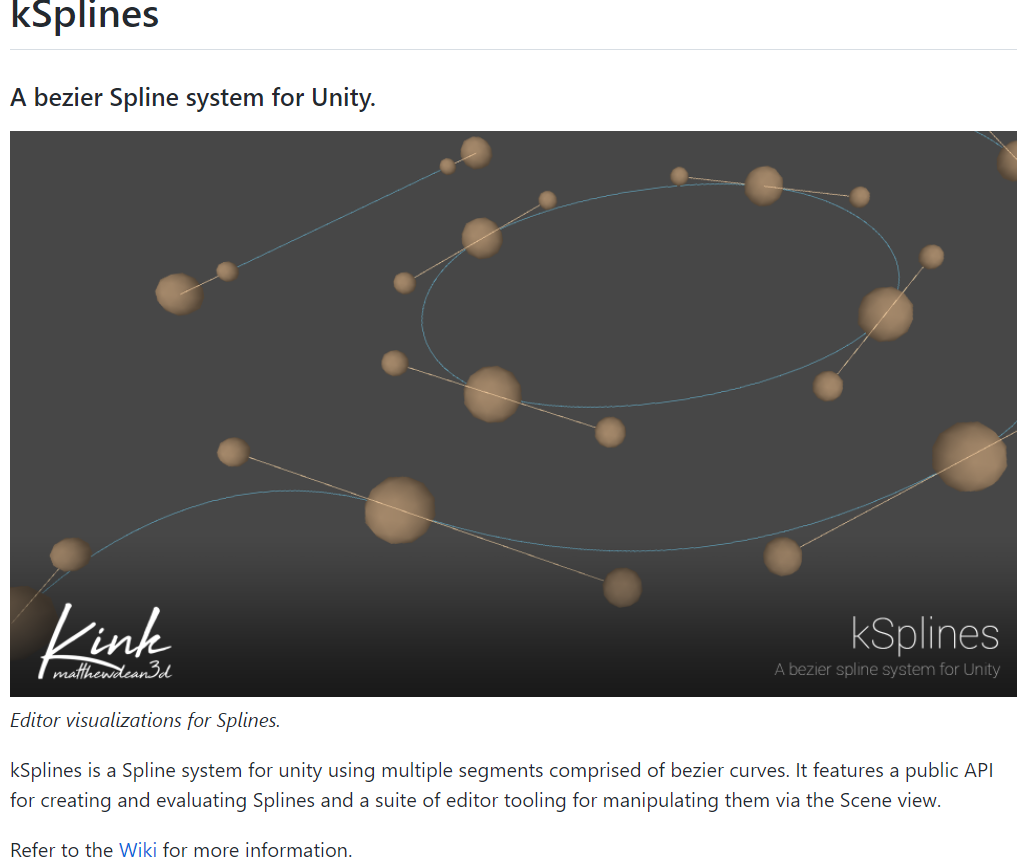 kSplines
A bezier Spline system for Unity.
Kink
matthewdean3d
kSplines
A bezier spline system for Unity
Editor visualizations for Splines.
kSplines is a Spline system for unity using multiple segments comprised of bezier curves. It features a public API
for creating and evaluating Splines and a suite of editor tooling for manipulating them via the Scene view.
Refer to the Wiki for more information.